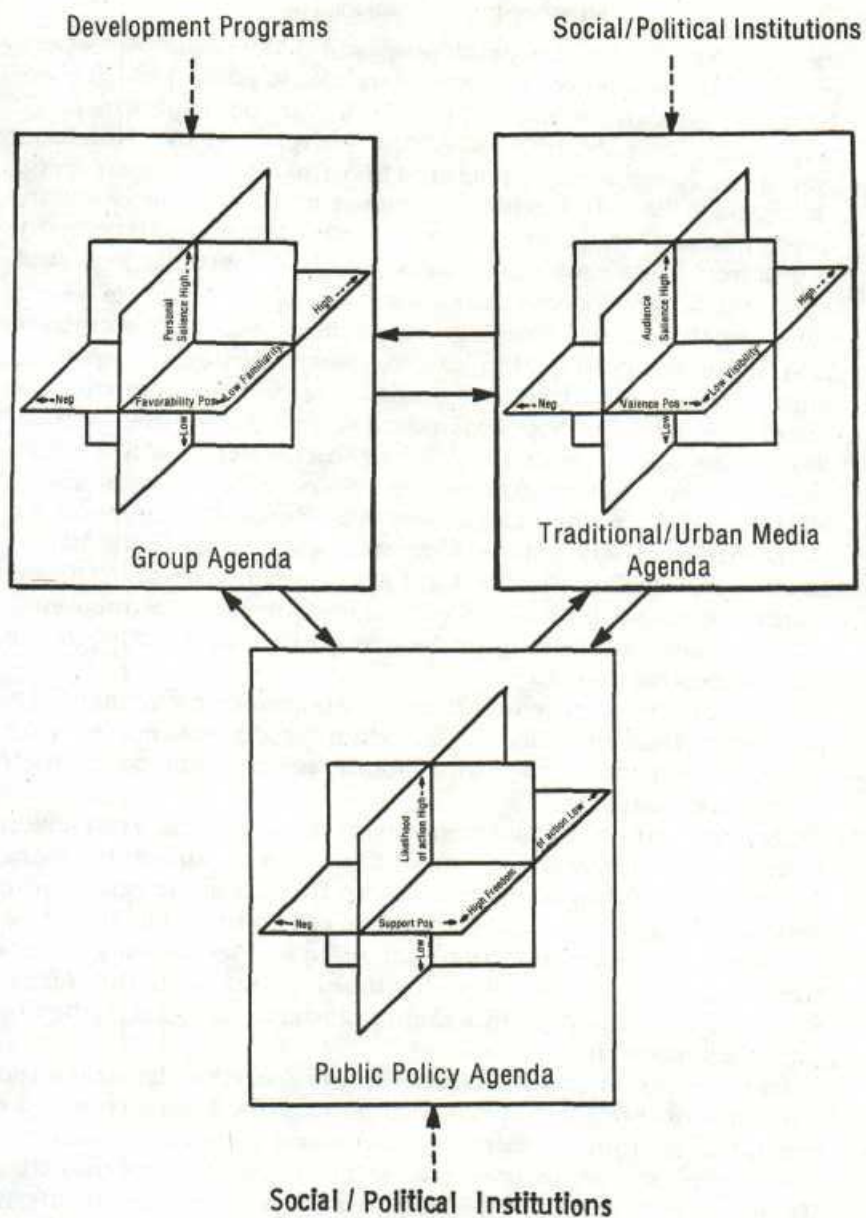 Development Programs
Social/Political Institutions
Personal
Salience High
High
Neg
Favorability Pos
Low Familiarity
Low
Group Agenda
Audience
Salience High
High
Neg
Valence Pos
Low Visibility
Low
Traditional/Urban Media
Agenda
Likelihood
of action High
of action Low
Neg
Support Pos
High Freedom
Low
Public Policy Agenda
Social / Political Institutions